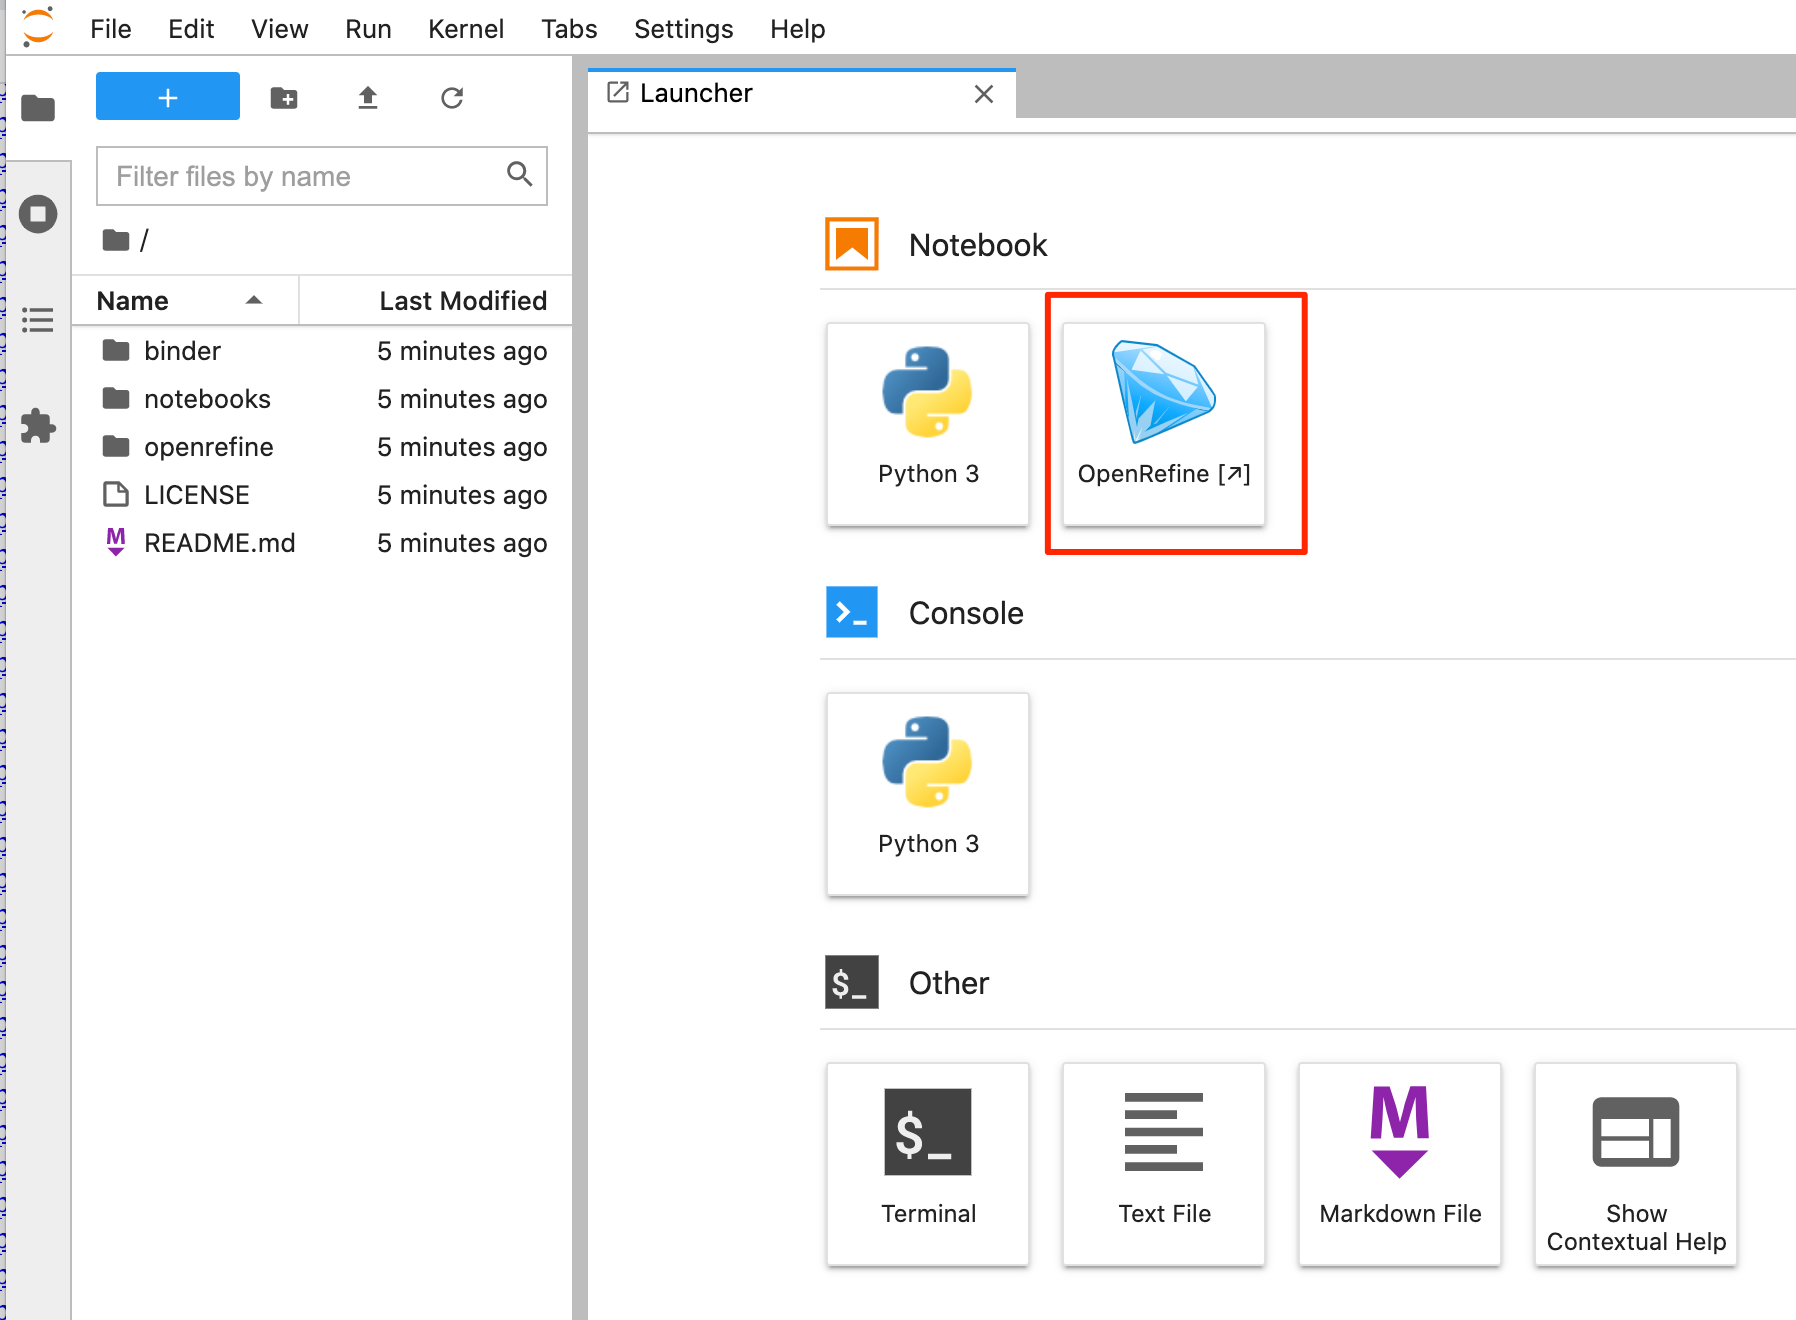 File Edit View Run Kernel Tabs Settings Help
+
Launcher
Filter files by name
/
Name Last Modified
binder 5 minutes ago
notebooks 5 minutes ago
openrefine 5 minutes ago
LICENSE 5 minutes ago
README.md 5 minutes ago
Notebook
Python 3
OpenRefine [↗]
Console
Python 3
$_ Other
$_
Terminal
Text File
M
Markdown File
Show
Contextual Help